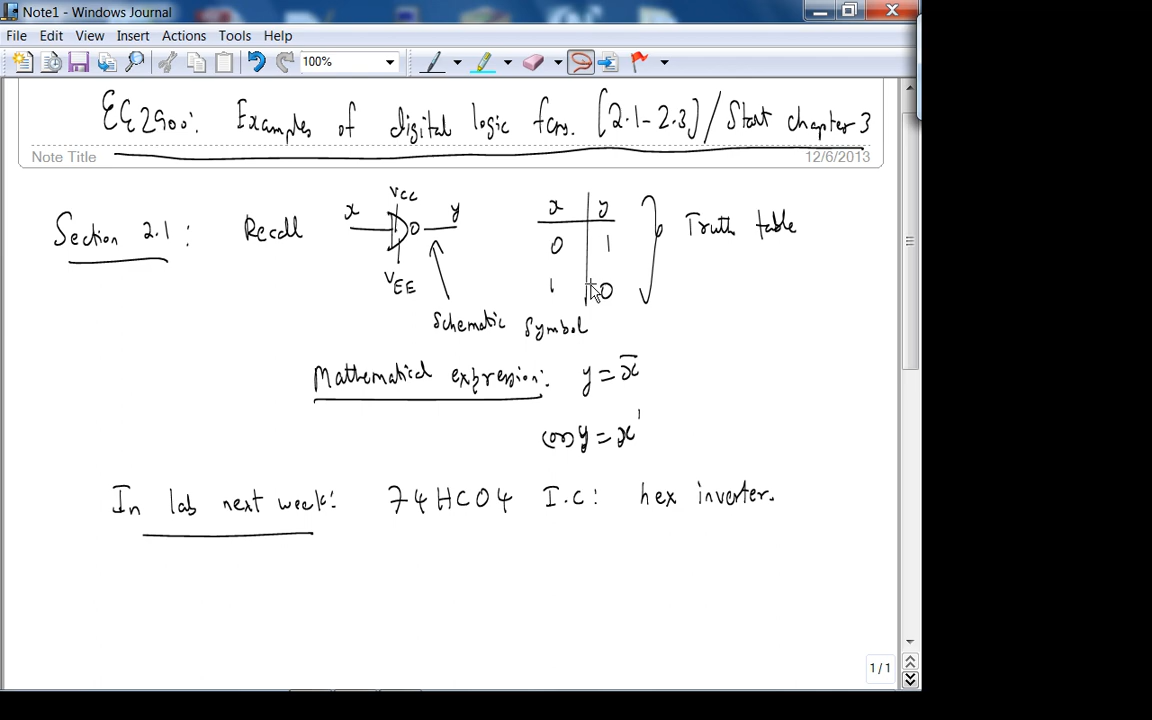 Note1 - Windows Journal
File Edit View Insert Actions Tools Help
100%
EE2900: Examples of digital logic fcns. [2.1-2.3]/Start chapter 3
Note Title
12/6/2013
Section 2.1: Recall
x VCC y
VEE
Schematic Symbol
x y
0 1
1 0
Truth table
Mathematical expression: y = x̅
(or) y = x'
In lab next week: 74HC04 I.C: hex inverter.
1/1